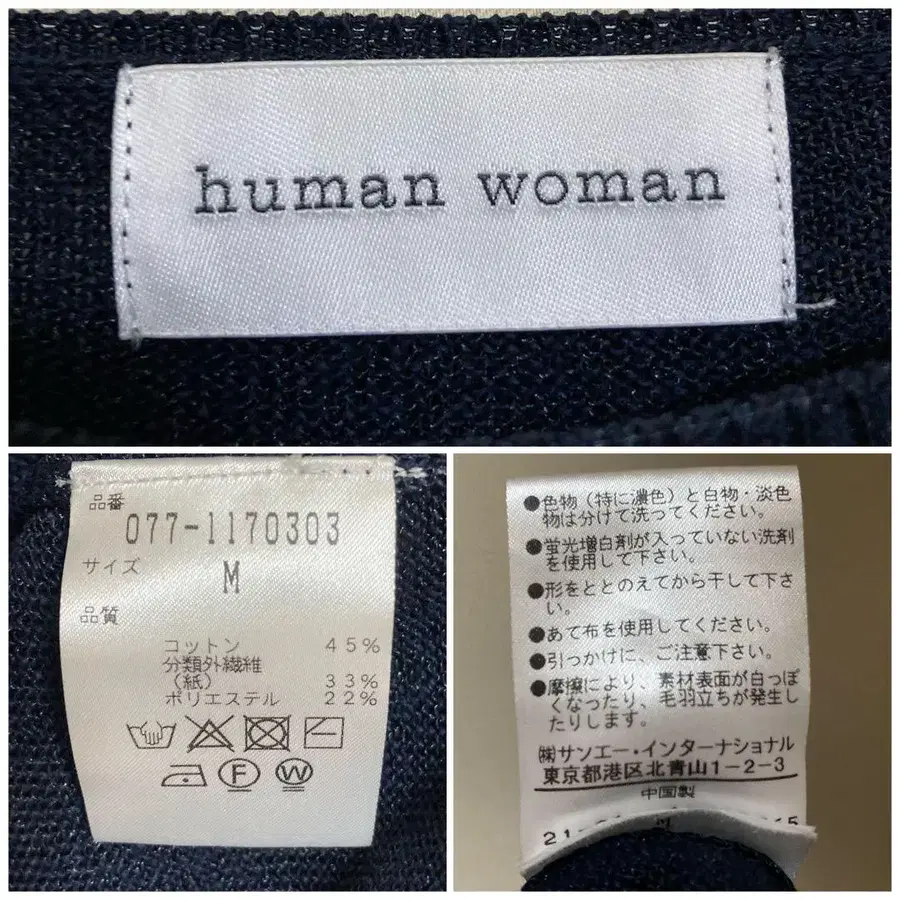 human woman
品番
077-1170303
サイズ
M
品質
コットン 45%
分類外繊維
(紙) 33%
ポリエステル 22%
F W
●色物(特に濃色)と白物・淡色
物は分けて洗ってください。
●蛍光増白剤が入っていない洗剤
を使用して下さい。
●形をととのえてから干して下さ
い。
●あて布を使用してください。
●引っかけに、ご注意下さい。
●摩擦により、素材表面が白っぽ
くなったり、毛羽立ちが発生し
たりします。
㈱サンエー・インターナショナル
東京都港区北青山1-2-3
中国製